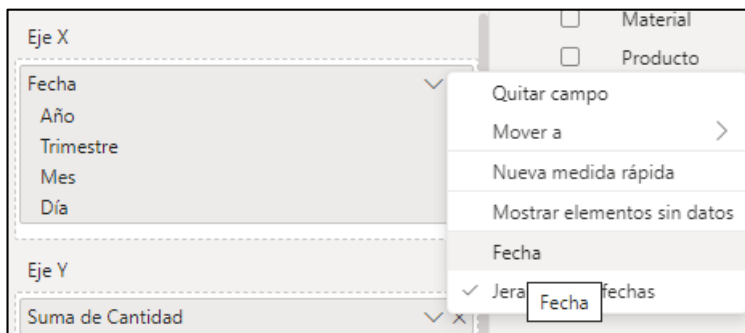 Eje X
Fecha
Año
Trimestre
Mes
Día
Eje Y
Suma de Cantidad
Material
Producto
Quitar campo
Mover a
Nueva medida rápida
Mostrar elementos sin datos
Fecha
Jera fechas
Fecha